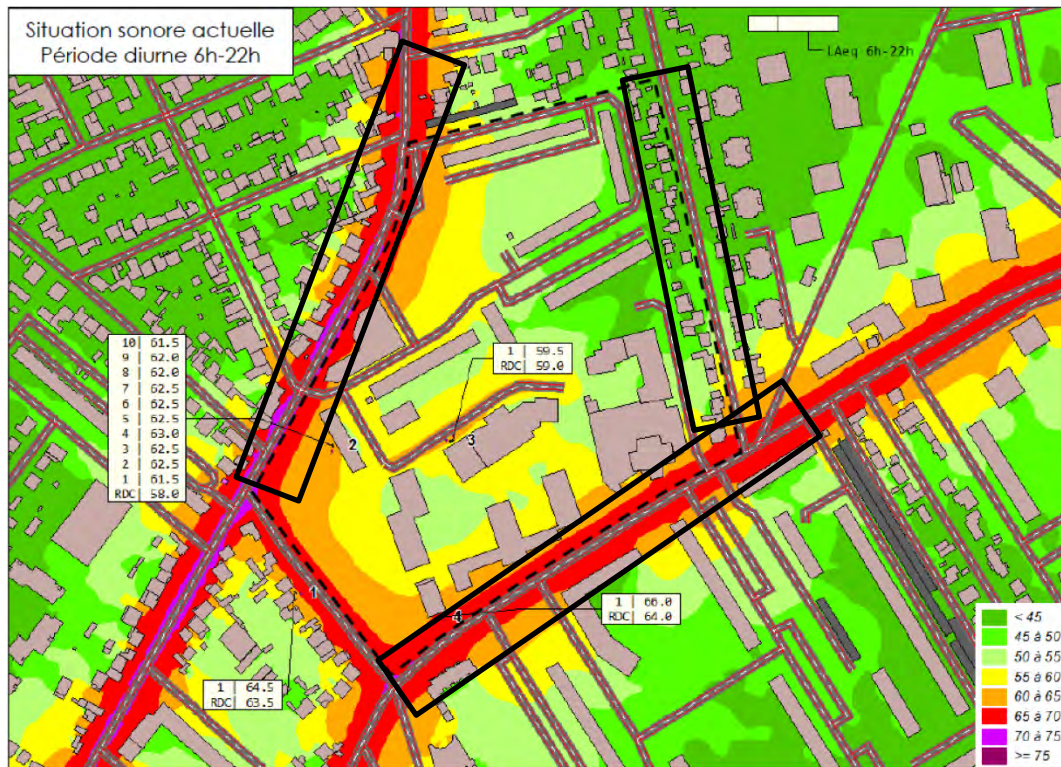 Situation sonore actuelle
Période diurne 6h-22h
LAeq 6h-22h
10| 61.5
9 | 62.0
8 | 62.0
7 | 62.5
6 | 62.5
5 | 62.5
4 | 63.0
3 | 62.5
2 | 62.5
1 | 61.5
RDC| 58.0
1 | 59.5
RDC| 59.0
2
3
1
4
1 | 66.0
RDC| 64.0
1 | 64.5
RDC| 63.5
< 45
45 à 50
50 à 55
55 à 60
60 à 65
65 à 70
70 à 75
>= 75